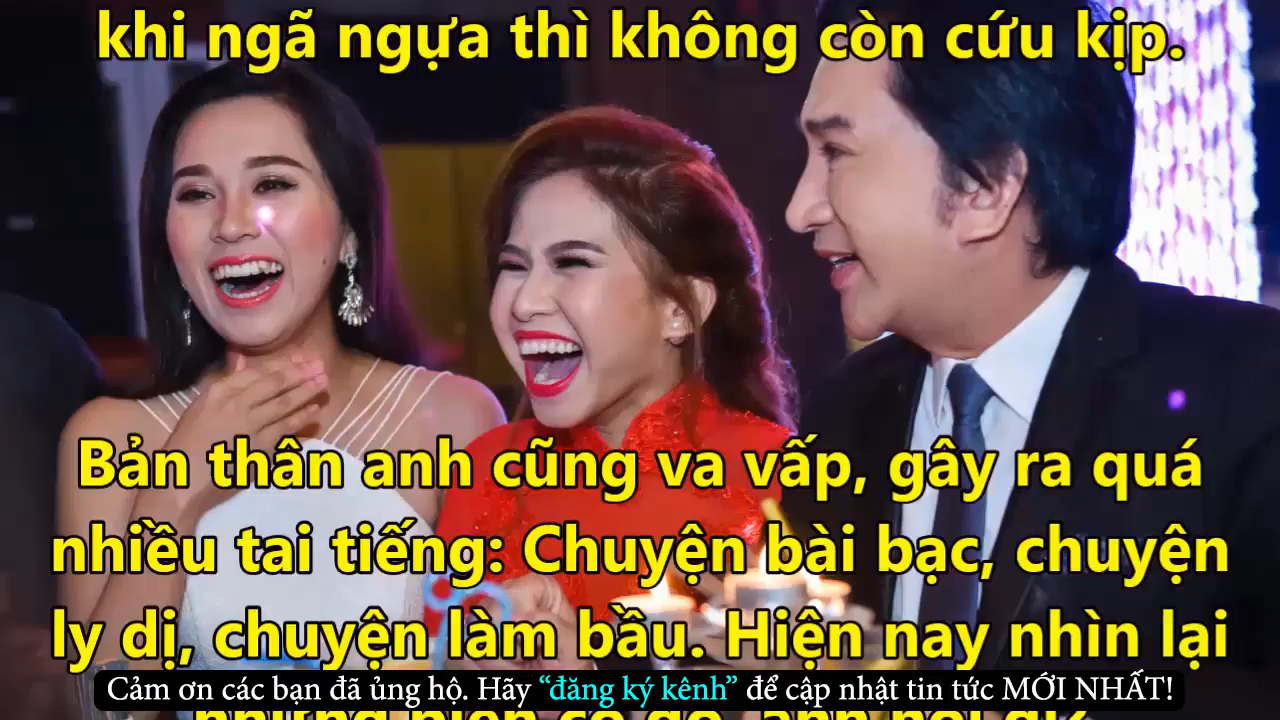 khi ngã ngựa thì không còn cứu kịp.
Bản thân anh cũng va vấp, gây ra quá
nhiều tai tiếng: Chuyện bài bạc, chuyện
ly dị, chuyện làm bầu. Hiện nay nhìn lại
Cảm ơn các bạn đã ủng hộ. Hãy “đăng ký kênh” để cập nhật tin tức MỚI NHẤT!